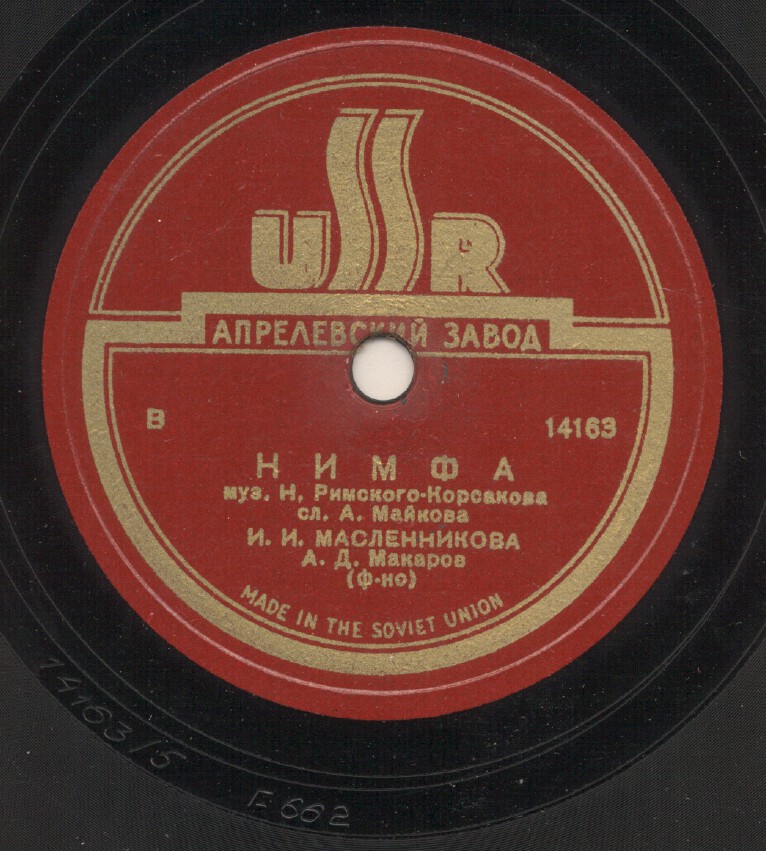 USSR
АПРЕЛЕВСКИЙ ЗАВОД
В 14163
НИМФА
муз. Н. Римского-Корсакова
сл. А. Майкова
И. И. МАСЛЕННИКОВА
А. Д. Макаров
(ф-но)
MADE IN THE SOVIET UNION
14163/5
E662